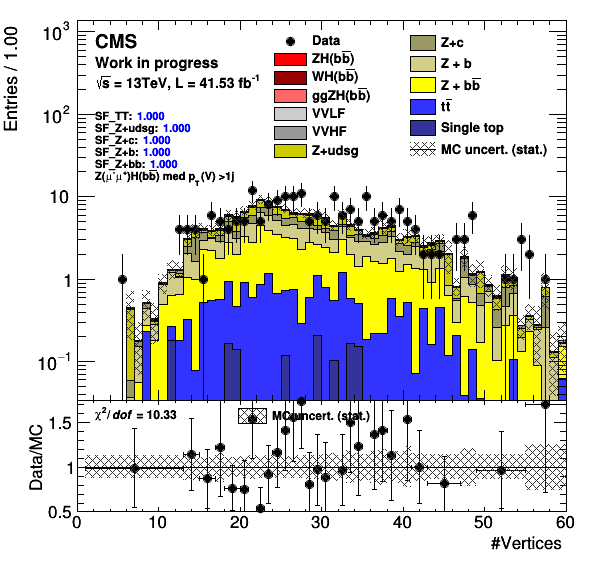 CMS
Work in progress
√s = 13TeV, L = 41.53 fb⁻¹
SF_TT: 1.000
SF_Z+udsg: 1.000
SF_Z+c: 1.000
SF_Z+b: 1.000
SF_Z+bb: 1.000
Z(μ⁻μ⁺)H(bb̅) med p_T(V) >1j
Data
ZH(bb̅)
WH(bb̅)
ggZH(bb̅)
VVLF
VVHF
Z+udsg
Z+c
Z + b
Z + bb̅
tt̅
Single top
MC uncert. (stat.)
Entries / 1.00
10³
10²
10
1
10⁻¹
χ²/dof = 10.33
MC uncert. (stat.)
Data/MC
1.5
1
0.5
0 10 20 30 40 50 60
#Vertices